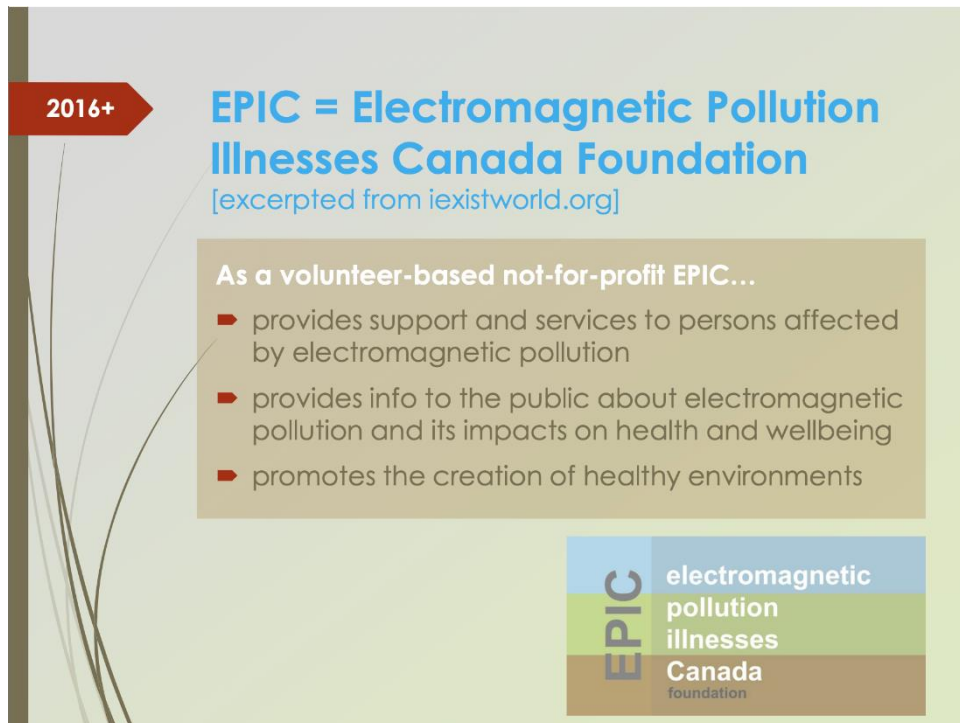 2016+
EPIC = Electromagnetic Pollution
Illnesses Canada Foundation
[excerpted from iexistworld.org]
As a volunteer-based not-for-profit EPIC…
provides support and services to persons affected
by electromagnetic pollution
provides info to the public about electromagnetic
pollution and its impacts on health and wellbeing
promotes the creation of healthy environments
EPIC
electromagnetic
pollution
illnesses
Canada
foundation